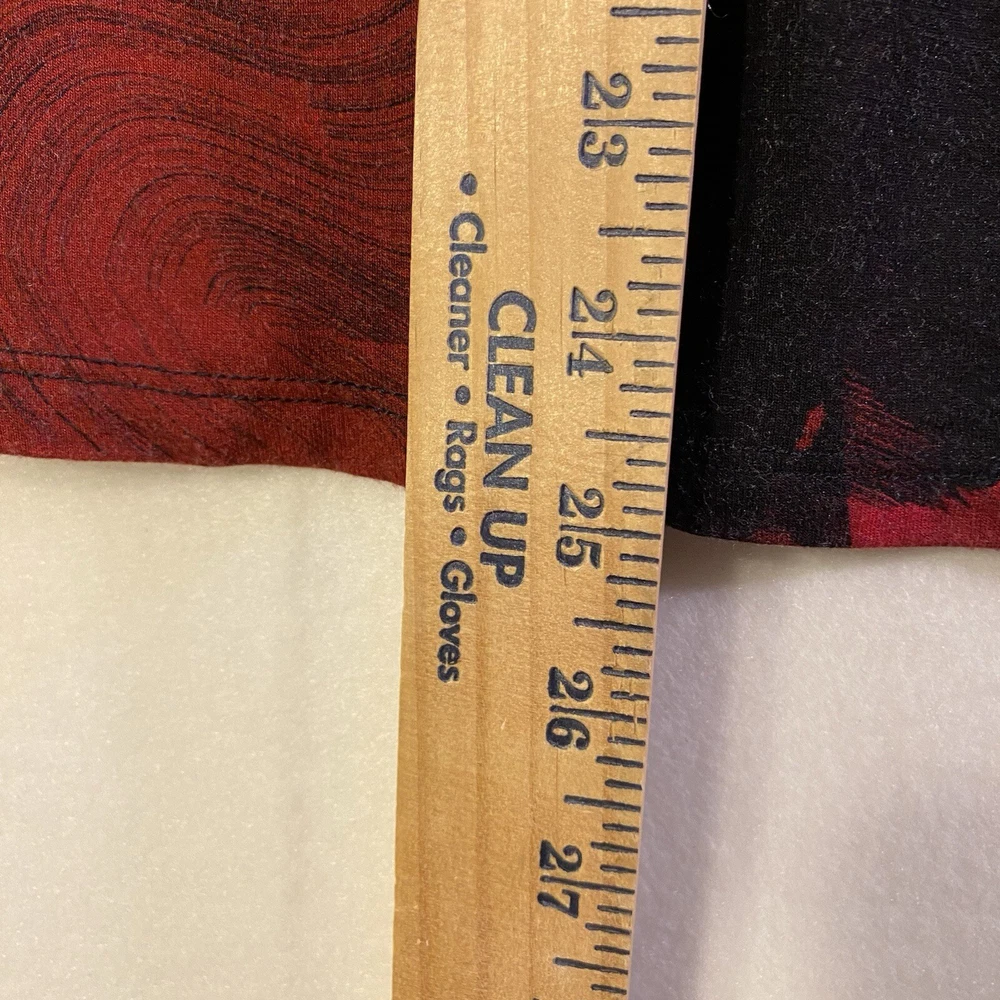 CLEAN UP
• Cleaner • Rags • Gloves
23
24
25
26
27